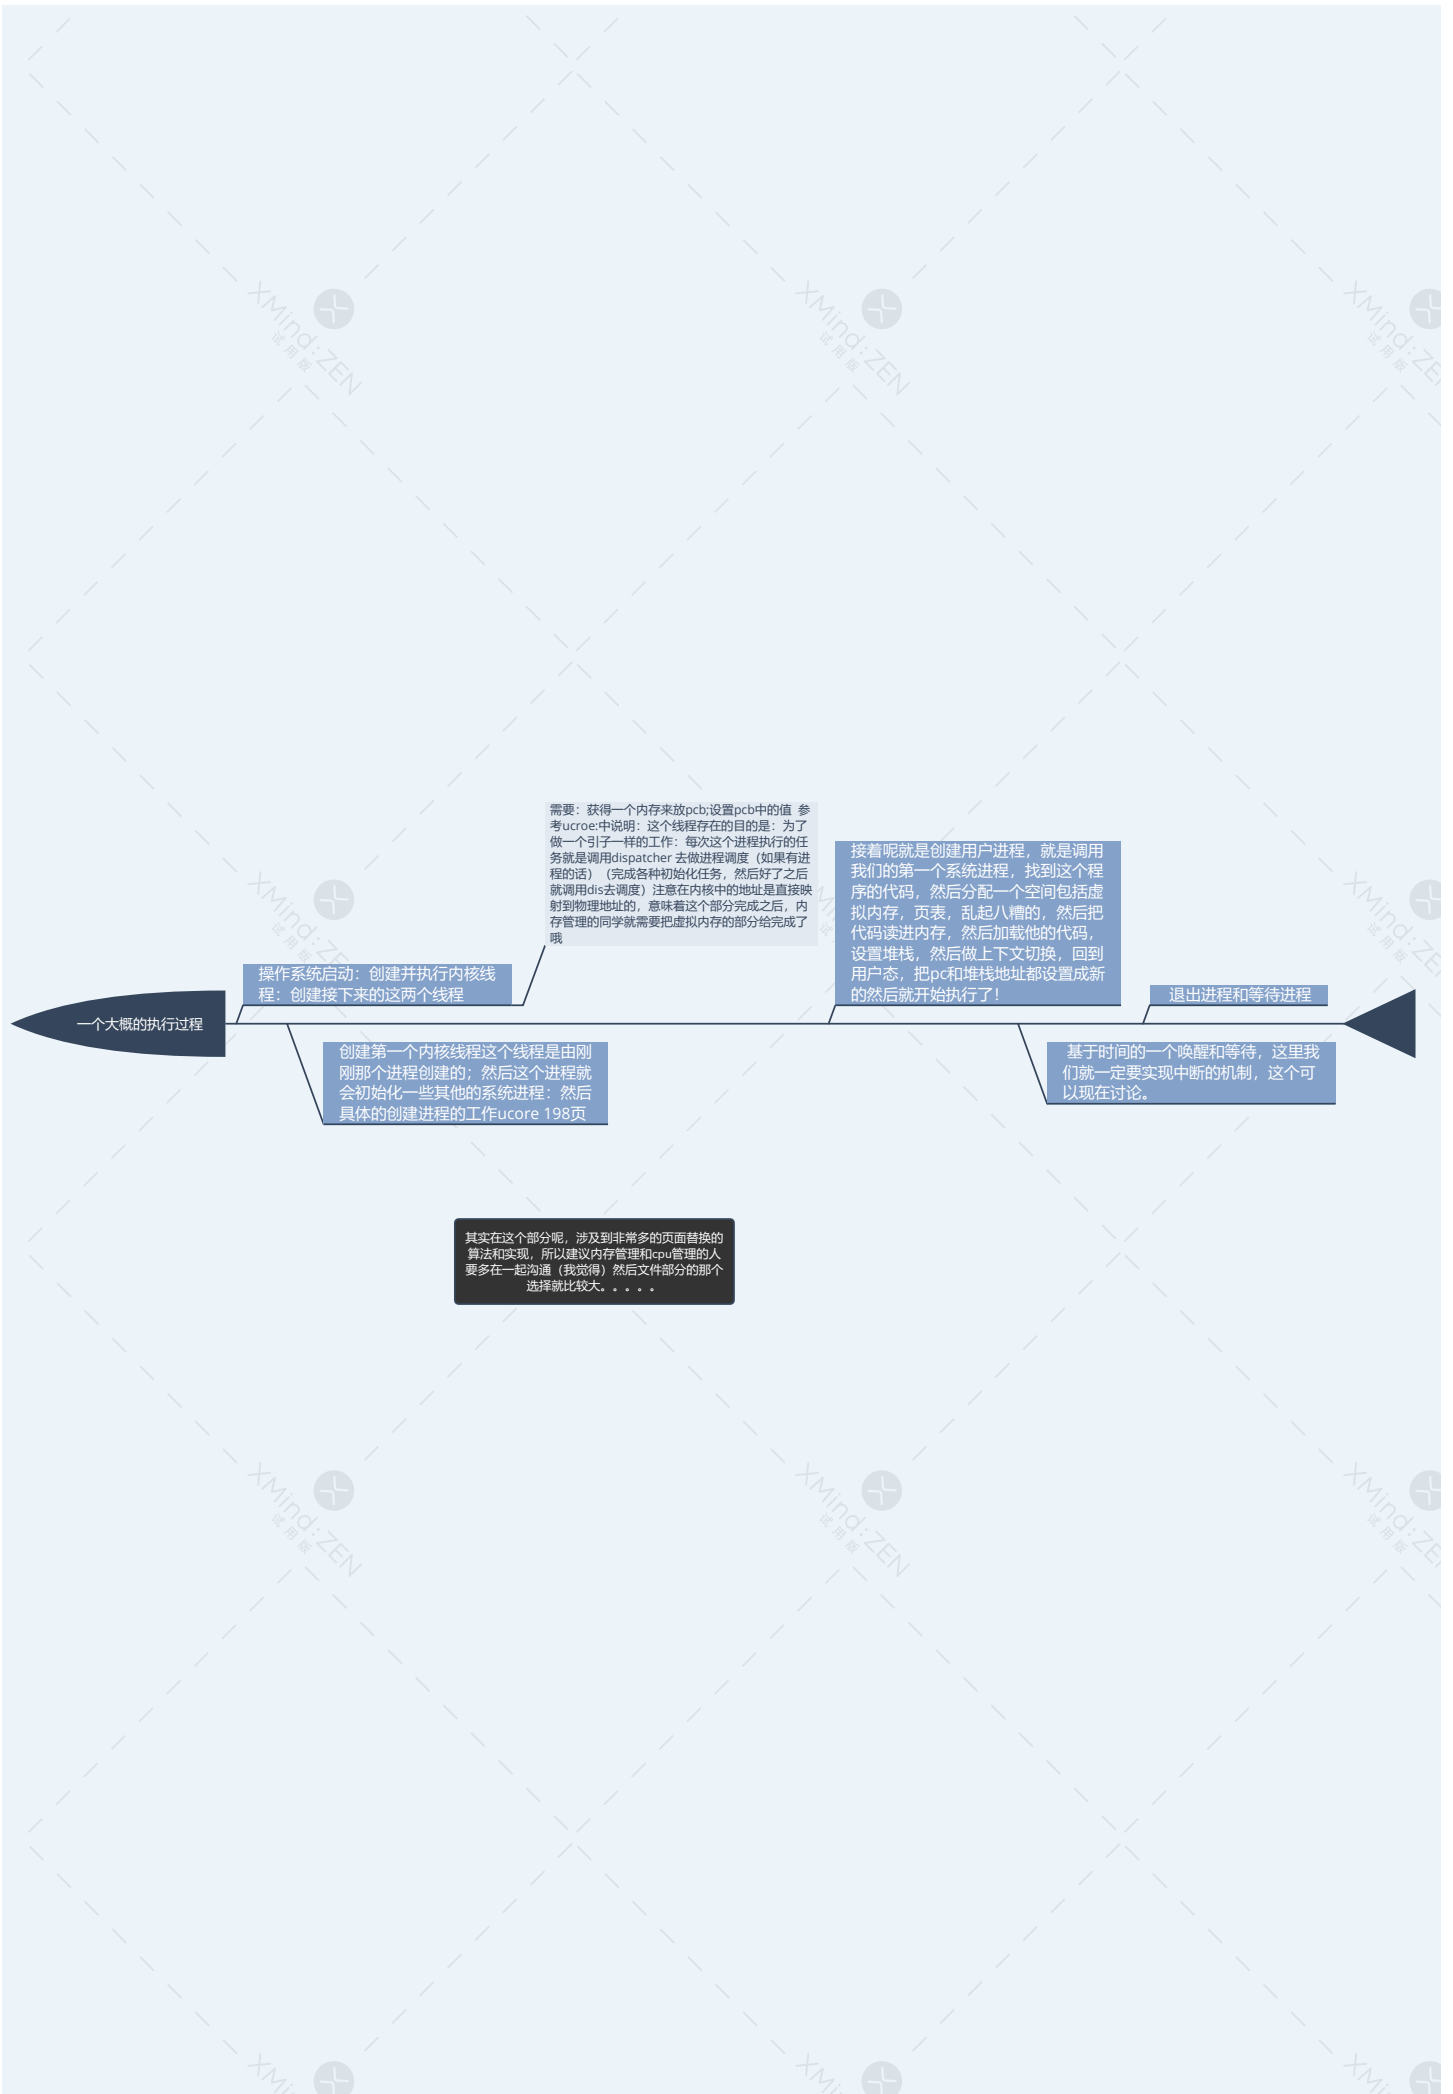 一个大概的执行过程
操作系统启动：创建并执行内核线
程：创建接下来的这两个线程
需要：获得一个内存来放pcb;设置pcb中的值 参
考ucroe:中说明：这个线程存在的目的是：为了
做一个引子一样的工作：每次这个进程执行的任
务就是调用dispatcher 去做进程调度（如果有进
程的话）（完成各种初始化任务，然后好了之后
就调用dis去调度）注意在内核中的地址是直接映
射到物理地址的，意味着这个部分完成之后，内
存管理的同学就需要把虚拟内存的部分给完成了
哦
创建第一个内核线程这个线程是由刚
刚那个进程创建的；然后这个进程就
会初始化一些其他的系统进程：然后
具体的创建进程的工作ucore 198页
接着呢就是创建用户进程，就是调用
我们的第一个系统进程，找到这个程
序的代码，然后分配一个空间包括虚
拟内存，页表，乱起八糟的，然后把
代码读进内存，然后加载他的代码，
设置堆栈，然后做上下文切换，回到
用户态，把pc和堆栈地址都设置成新
的然后就开始执行了！
基于时间的一个唤醒和等待，这里我
们就一定要实现中断的机制，这个可
以现在讨论。
退出进程和等待进程
其实在这个部分呢，涉及到非常多的页面替换的
算法和实现，所以建议内存管理和cpu管理的人
要多在一起沟通（我觉得）然后文件部分的那个
选择就比较大。。。。。
XMind:ZEN
试用版
XMind:ZEN
试用版
XMind:ZEN
试用版
XMind:ZEN
试用版